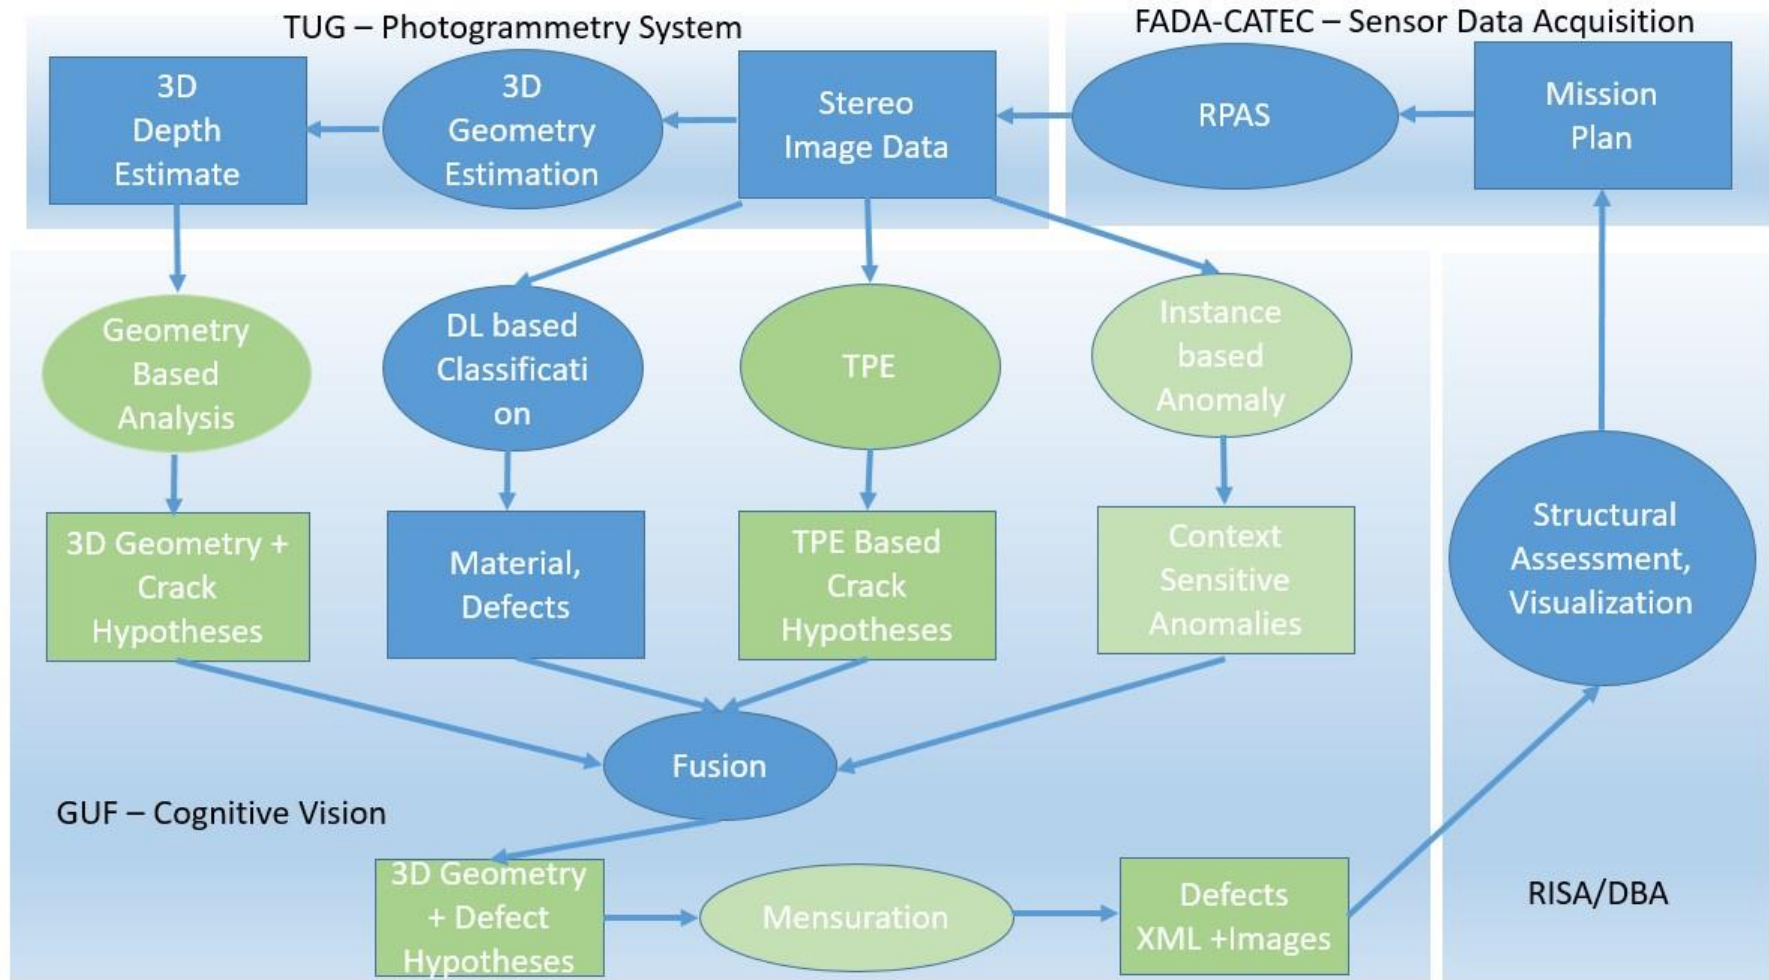 TUG – Photogrammetry System
FADA-CATEC – Sensor Data Acquisition
3D
Depth
Estimate
3D
Geometry
Estimation
Stereo
Image Data
RPAS
Mission
Plan
Geometry
Based
Analysis
DL based
Classificati
on
TPE
Instance
based
Anomaly
3D Geometry +
Crack
Hypotheses
Material,
Defects
TPE Based
Crack
Hypotheses
Context
Sensitive
Anomalies
Structural
Assessment,
Visualization
Fusion
GUF – Cognitive Vision
3D Geometry
+ Defect
Hypotheses
Mensuration
Defects
XML +Images
RISA/DBA